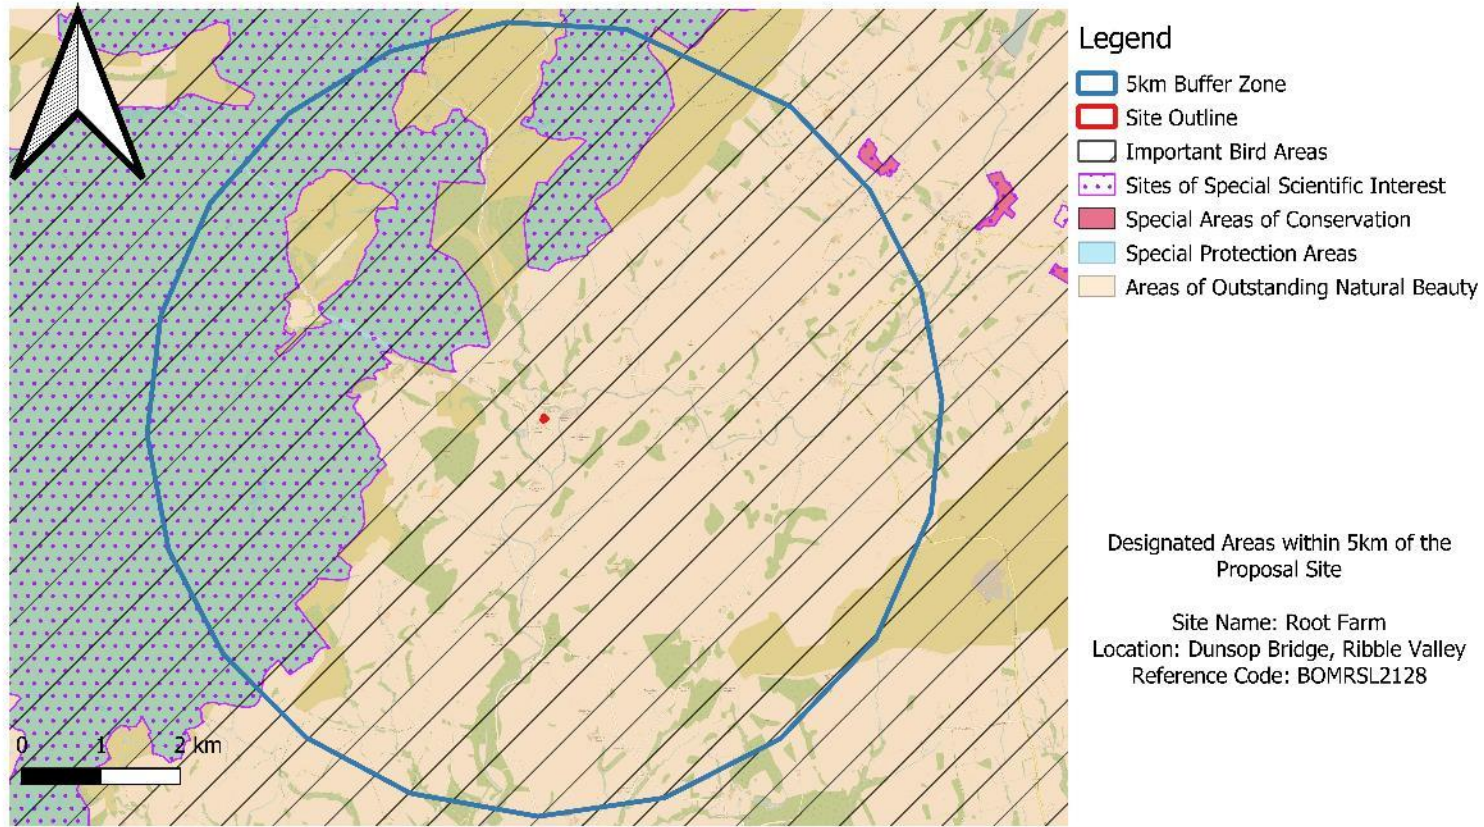 Legend
5km Buffer Zone
Site Outline
Important Bird Areas
Sites of Special Scientific Interest
Special Areas of Conservation
Special Protection Areas
Areas of Outstanding Natural Beauty
Designated Areas within 5km of the
Proposal Site
Site Name: Root Farm
Location: Dunsop Bridge, Ribble Valley
Reference Code: BOMRSL2128
0 1 2 km